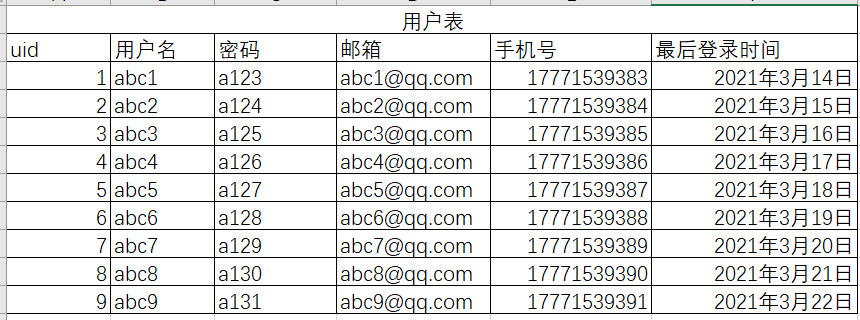 用户表
uid 用户名 密码 邮箱 手机号 最后登录时间
1 abc1 a123 abc1@qq.com 17771539383 2021年3月14日
2 abc2 a124 abc2@qq.com 17771539384 2021年3月15日
3 abc3 a125 abc3@qq.com 17771539385 2021年3月16日
4 abc4 a126 abc4@qq.com 17771539386 2021年3月17日
5 abc5 a127 abc5@qq.com 17771539387 2021年3月18日
6 abc6 a128 abc6@qq.com 17771539388 2021年3月19日
7 abc7 a129 abc7@qq.com 17771539389 2021年3月20日
8 abc8 a130 abc8@qq.com 17771539390 2021年3月21日
9 abc9 a131 abc9@qq.com 17771539391 2021年3月22日